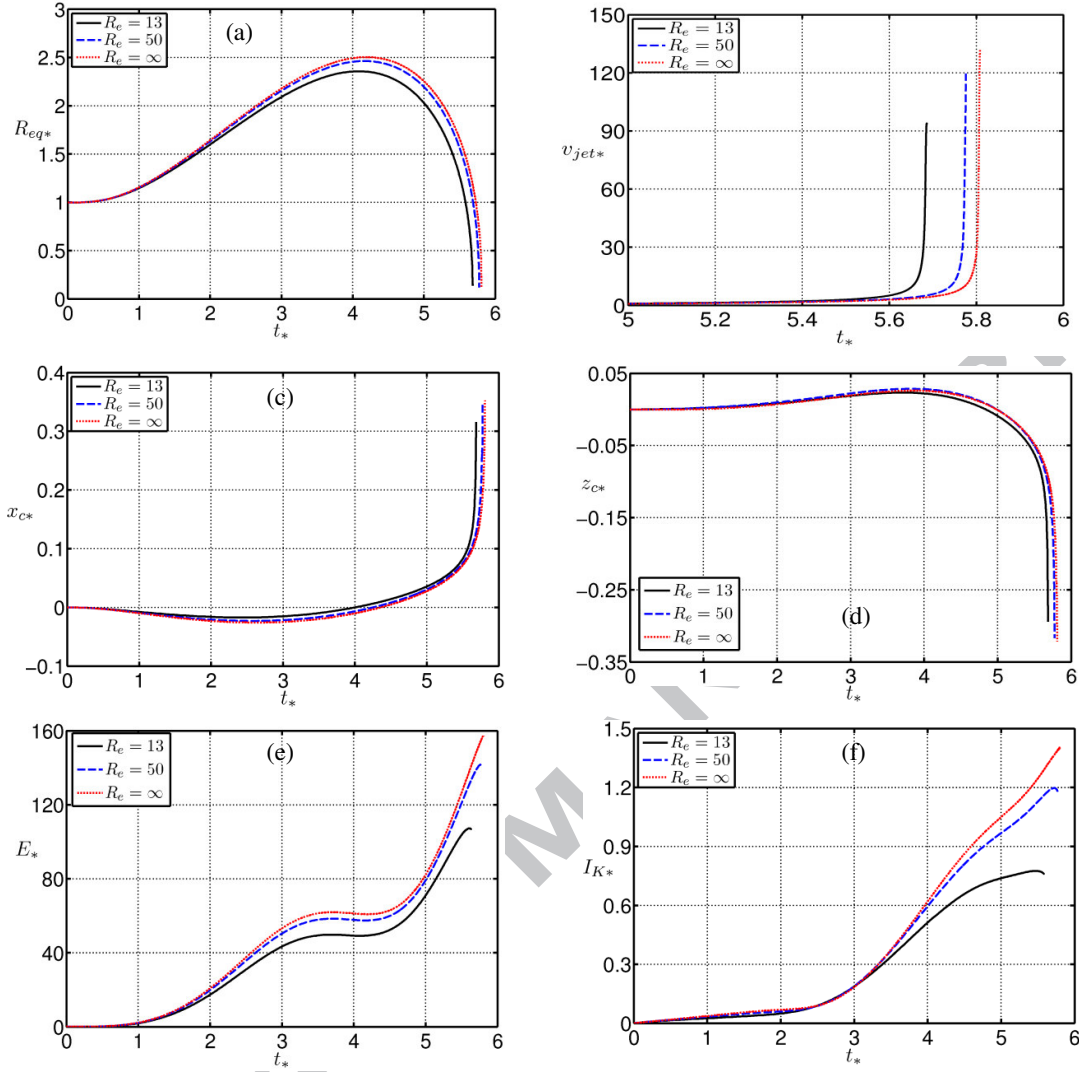 R_e = 13
R_e = 50
R_e = ∞
(a)
R_{eq*}
3
2.5
2
1.5
1
0.5
0
0 1 2 3 4 5 6
t_*
R_e = 13
R_e = 50
R_e = ∞
v_{jet*}
150
120
90
60
30
0
5 5.2 5.4 5.6 5.8 6
t_*
R_e = 13
R_e = 50
R_e = ∞
(c)
x_{c*}
0.4
0.3
0.2
0.1
0
−0.1
0 1 2 3 4 5 6
t_*
R_e = 13
R_e = 50
R_e = ∞
(d)
z_{c*}
0.05
−0.05
−0.15
−0.25
−0.35
0 1 2 3 4 5 6
t_*
R_e = 13
R_e = 50
R_e = ∞
(e)
E_*
160
120
80
40
0
0 1 2 3 4 5 6
t_*
R_e = 13
R_e = 50
R_e = ∞
(f)
I_{K*}
1.5
1.2
0.9
0.6
0.3
0
0 1 2 3 4 5 6
t_*
M